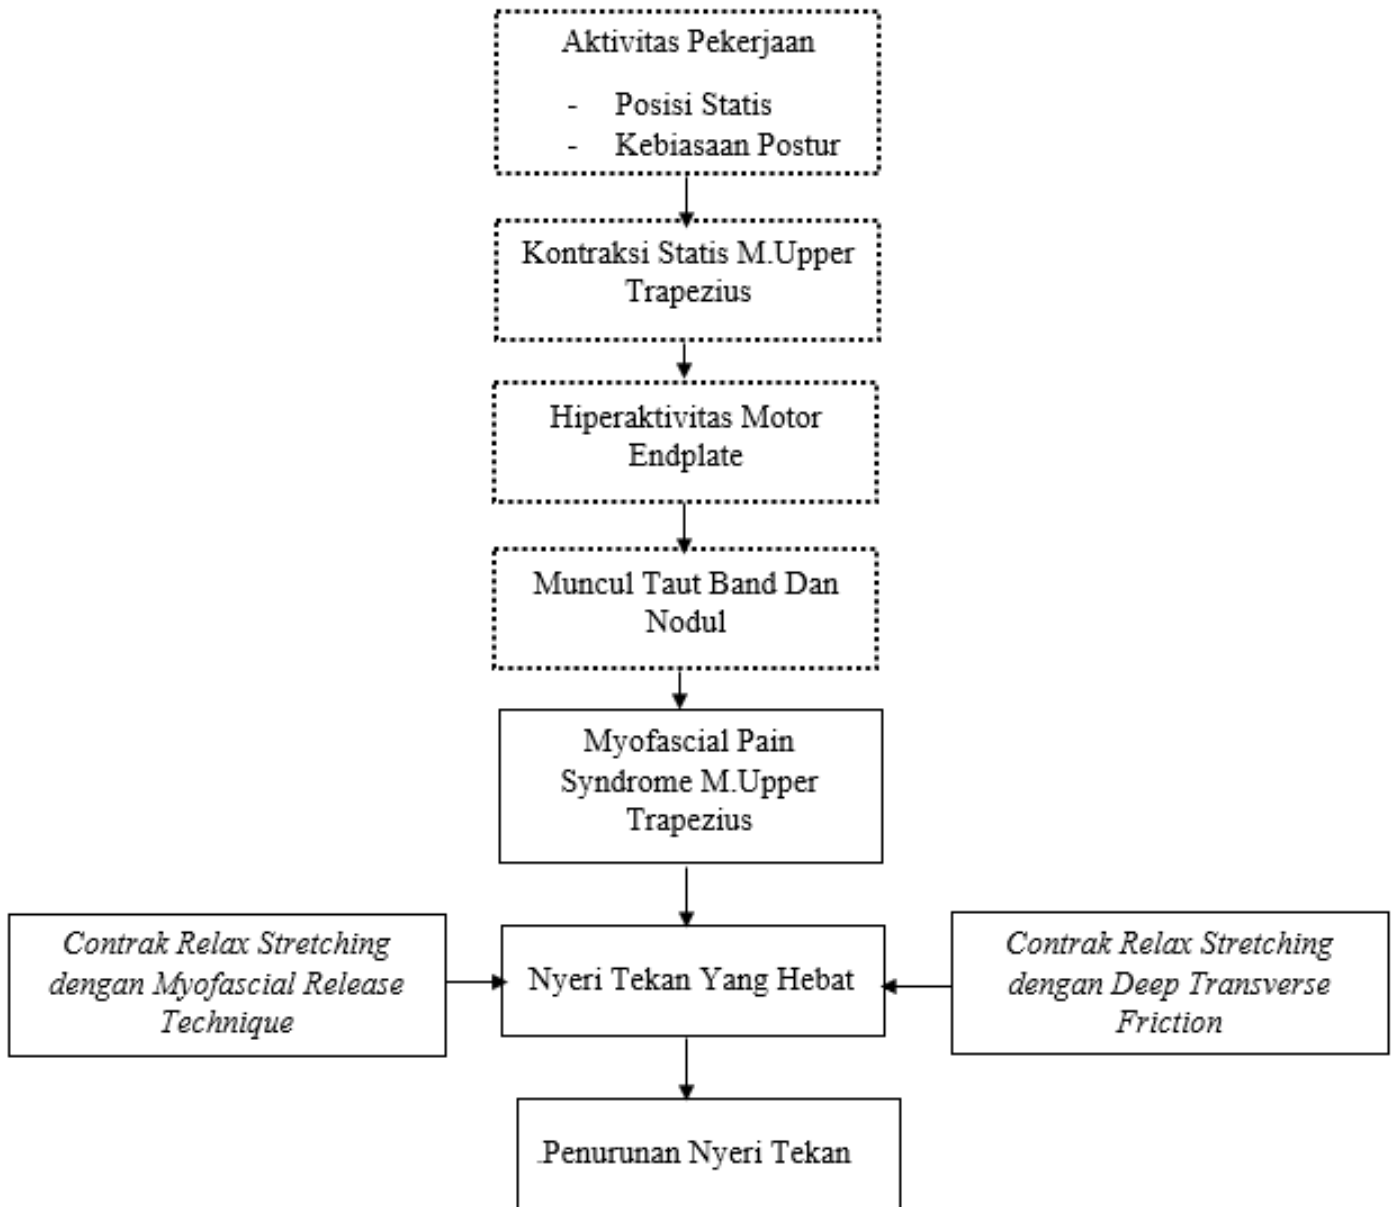 Aktivitas Pekerjaan
- Posisi Statis
- Kebiasaan Postur
Kontraksi Statis M.Upper
Trapezius
Hiperaktivitas Motor
Endplate
Muncul Taut Band Dan
Nodul
Myofascial Pain
Syndrome M.Upper
Trapezius
Contrak Relax Stretching
dengan Myofascial Release
Technique
Nyeri Tekan Yang Hebat
Contrak Relax Stretching
dengan Deep Transverse
Friction
Penurunan Nyeri Tekan